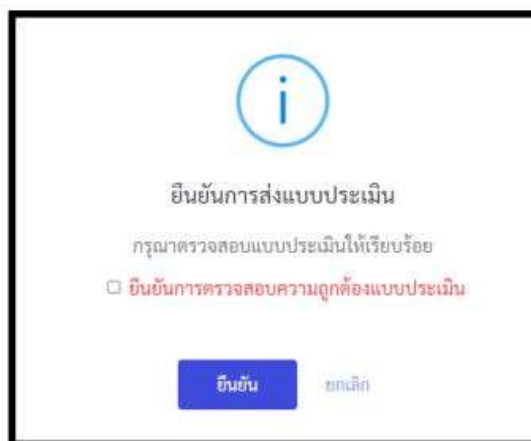 ยืนยันการส่งแบบประเมิน
กรุณาตรวจสอบแบบประเมินให้เรียบร้อย
ยืนยันการตรวจสอบความถูกต้องแบบประเมิน
ยืนยัน ยกเลิก